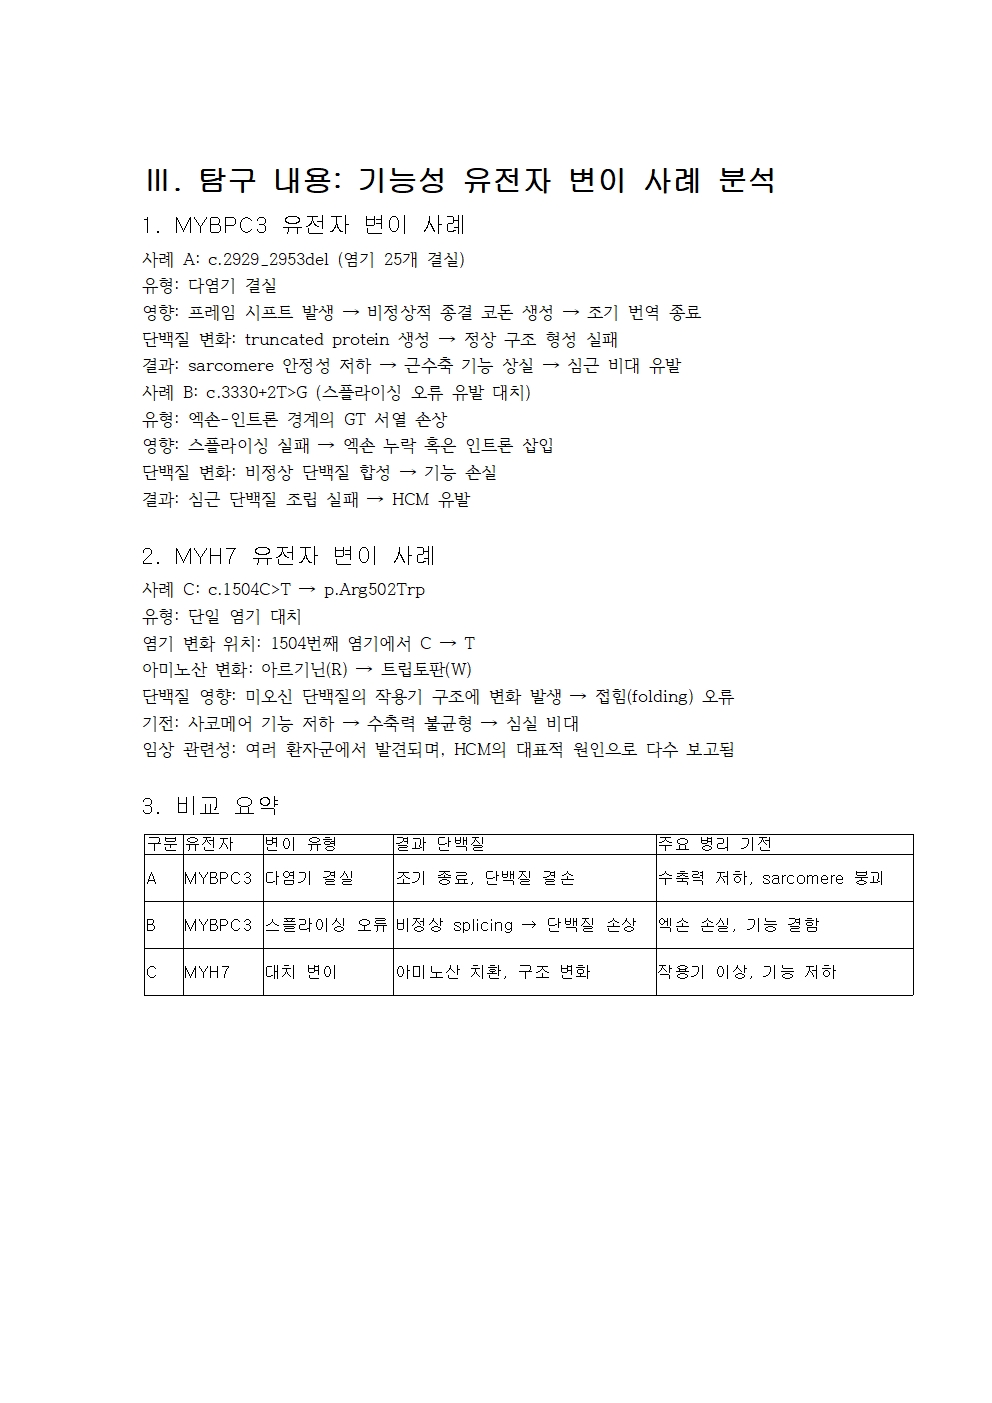 Ⅲ. 탐구 내용: 기능성 유전자 변이 사례 분석
1. MYBPC3 유전자 변이 사례
사례 A: c.2929_2953del (염기 25개 결실)
유형: 다염기 결실
영향: 프레임 시프트 발생 → 비정상적 종결 코돈 생성 → 조기 번역 종료
단백질 변화: truncated protein 생성 → 정상 구조 형성 실패
결과: sarcomere 안정성 저하 → 근수축 기능 상실 → 심근 비대 유발
사례 B: c.3330+2T>G (스플라이싱 오류 유발 대치)
유형: 엑손-인트론 경계의 GT 서열 손상
영향: 스플라이싱 실패 → 엑손 누락 혹은 인트론 삽입
단백질 변화: 비정상 단백질 합성 → 기능 손실
결과: 심근 단백질 조립 실패 → HCM 유발
2. MYH7 유전자 변이 사례
사례 C: c.1504C>T → p.Arg502Trp
유형: 단일 염기 대치
염기 변화 위치: 1504번째 염기에서 C → T
아미노산 변화: 아르기닌(R) → 트립토판(W)
단백질 영향: 미오신 단백질의 작용기 구조에 변화 발생 → 접힘(folding) 오류
기전: 사코메어 기능 저하 → 수축력 불균형 → 심실 비대
임상 관련성: 여러 환자군에서 발견되며, HCM의 대표적 원인으로 다수 보고됨
3. 비교 요약
구분 유전자 변이 유형 결과 단백질 주요 병리 기전
A MYBPC3 다염기 결실 조기 종료, 단백질 결손 수축력 저하, sarcomere 붕괴
B MYBPC3 스플라이싱 오류 비정상 splicing → 단백질 손상 엑손 손실, 기능 결함
C MYH7 대치 변이 아미노산 치환, 구조 변화 작용기 이상, 기능 저하